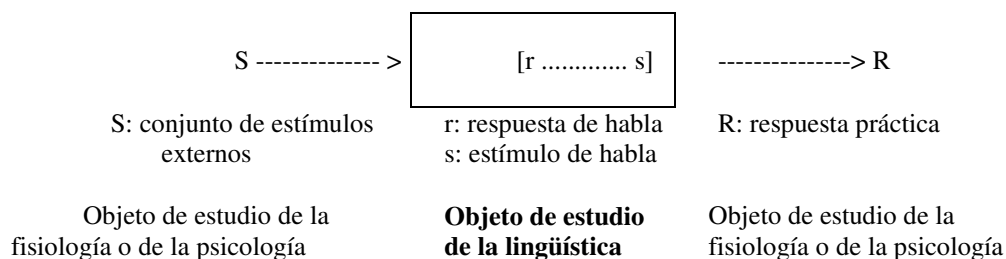 S -------------- > [r ............. s] ---------------> R
S: conjunto de estímulos r: respuesta de habla R: respuesta práctica
externos s: estímulo de habla
Objeto de estudio de la Objeto de estudio Objeto de estudio de la
fisiología o de la psicología de la lingüística fisiología o de la psicología